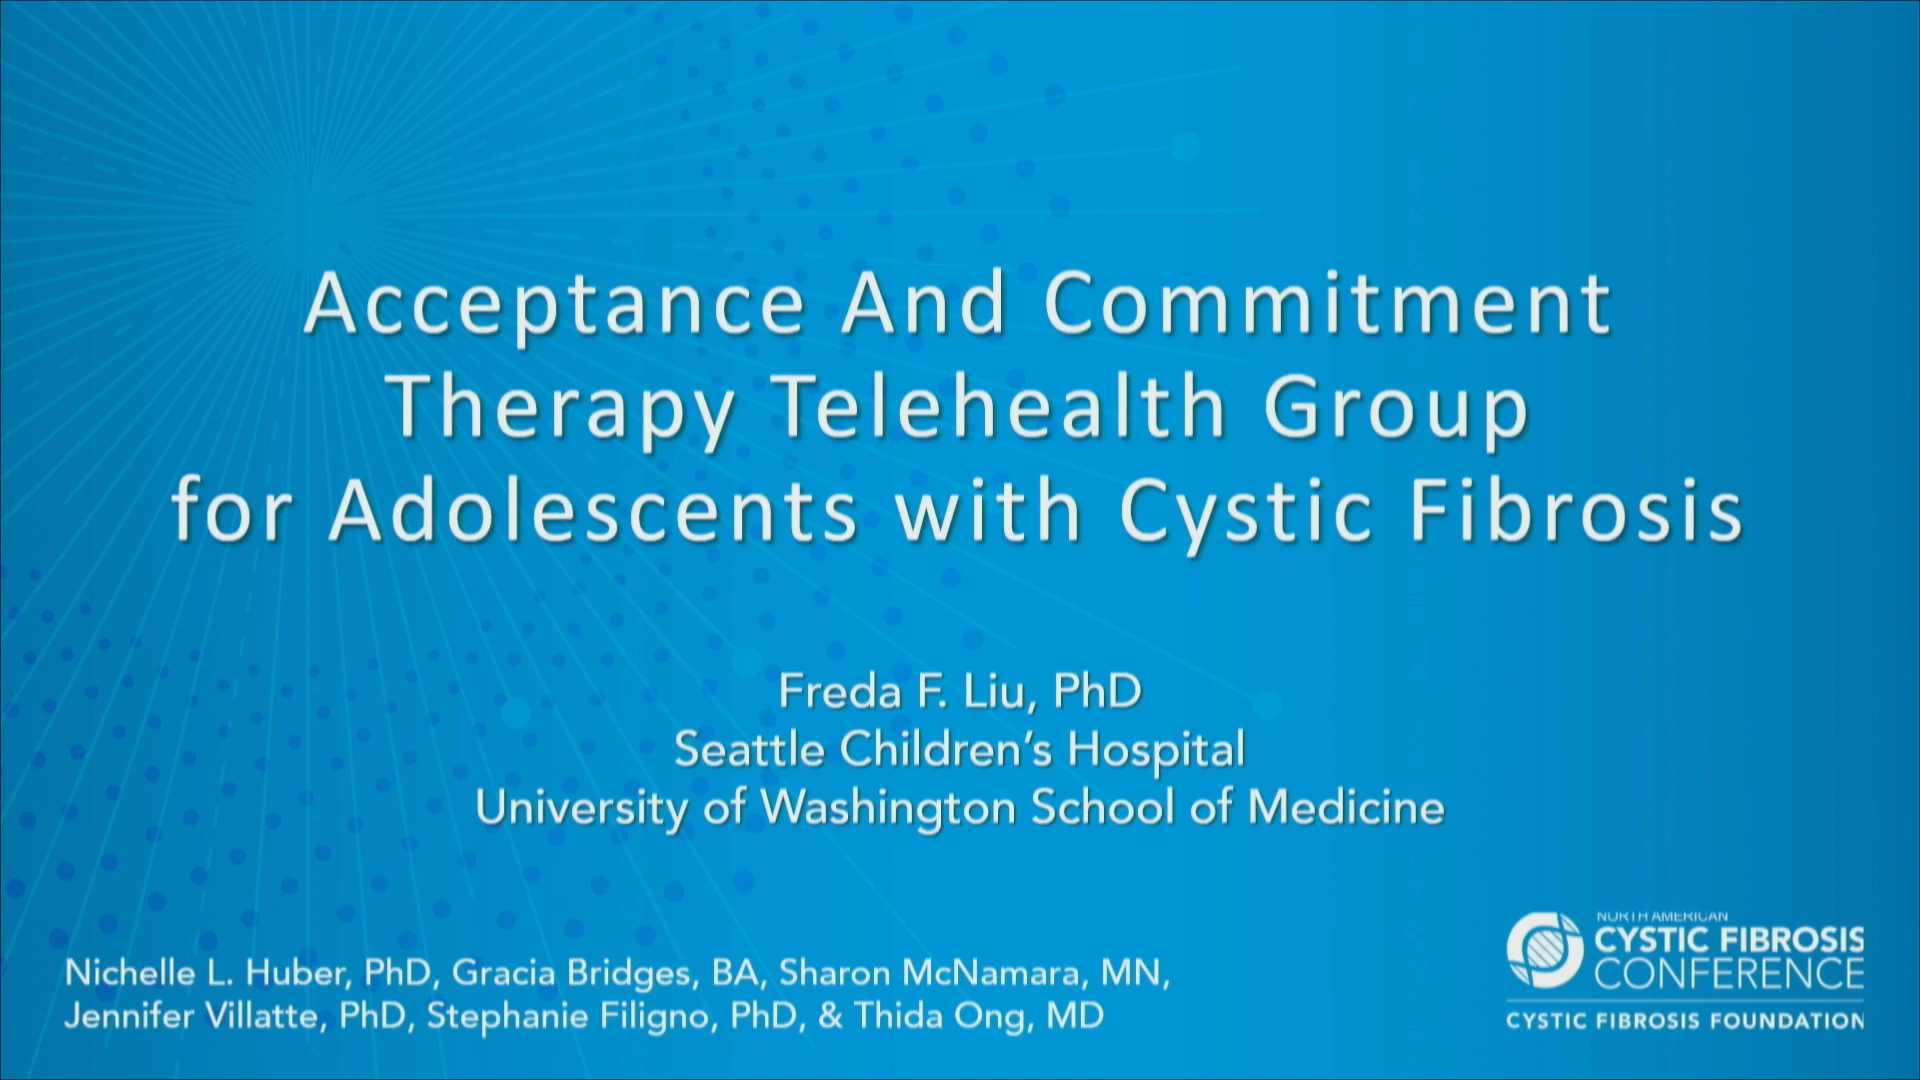 Acceptance And Commitment
Therapy Telehealth Group
for Adolescents with Cystic Fibrosis
Freda F. Liu, PhD
Seattle Children's Hospital
University of Washington School of Medicine
Nichelle L. Huber, PhD, Gracia Bridges, BA, Sharon McNamara, MN,
Jennifer Villatte, PhD, Stephanie Filigno, PhD, & Thida Ong, MD
NORTH AMERICAN
CYSTIC FIBROSIS
CONFERENCE
CYSTIC FIBROSIS FOUNDATION